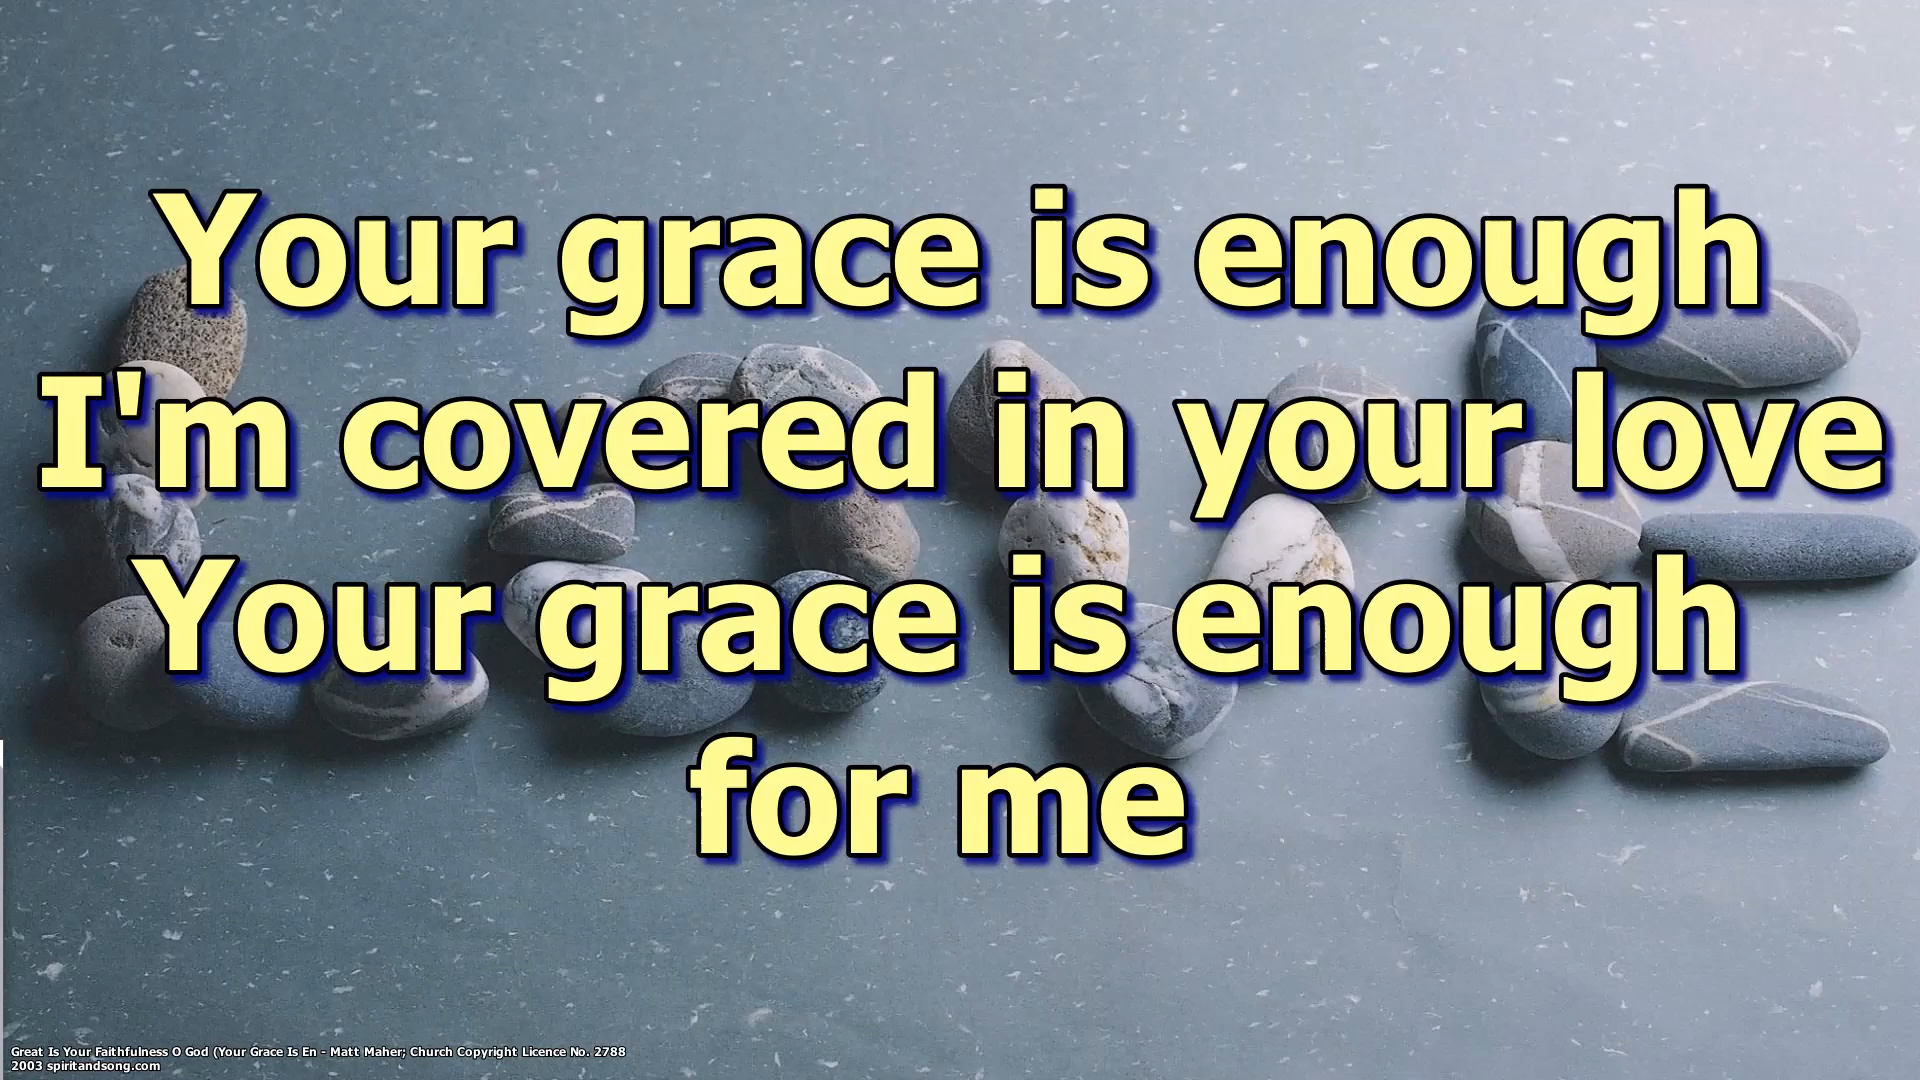 Your grace is enough
I'm covered in your love
Your grace is enough
for me
LOVE
Great Is Your Faithfulness O God (Your Grace Is En - Matt Maher; Church Copyright Licence No. 2788
2003 spiritandsong.com